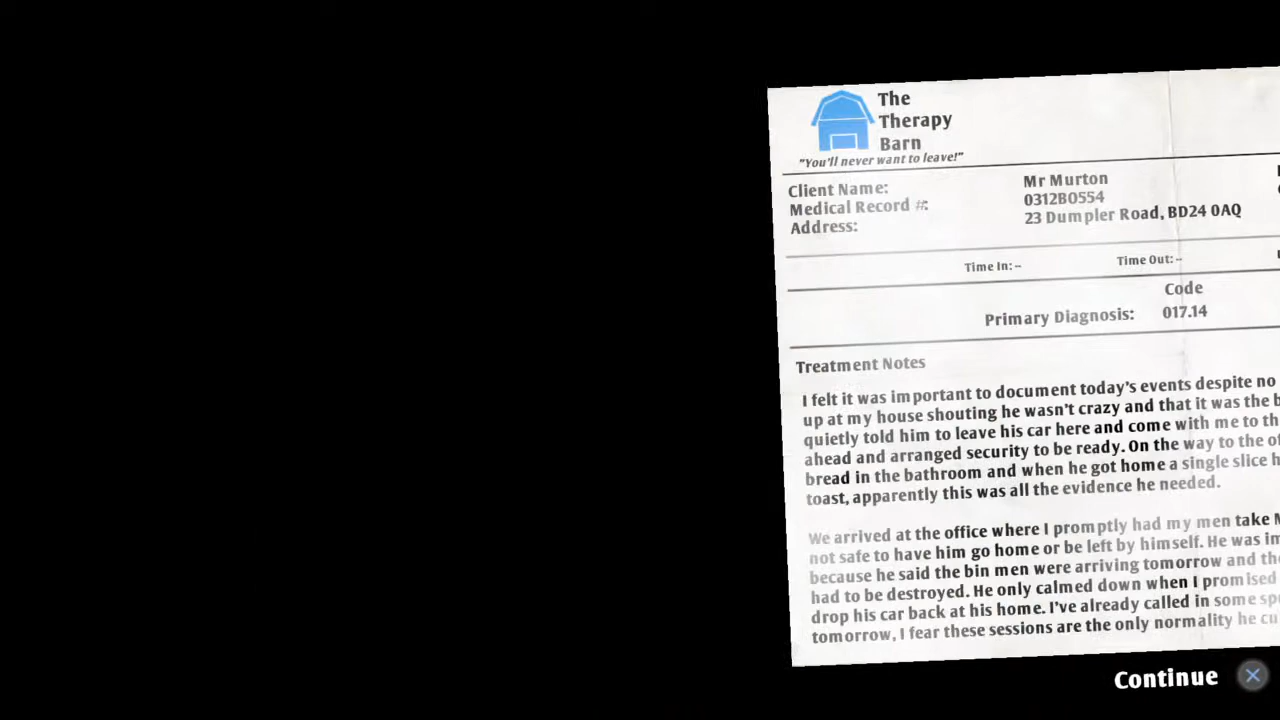 The
Therapy
Barn
"You'll never want to leave!"
Client Name: Mr Murton
Medical Record #: 0312B0554
Address: 23 Dumpler Road, BD24 0AQ
Time In: -- Time Out: --
Code
Primary Diagnosis: 017.14
Treatment Notes
I felt it was important to document today's events despite no
up at my house shouting he wasn't crazy and that it was the b
quietly told him to leave his car here and come with me to th
ahead and arranged security to be ready. On the way to the of
bread in the bathroom and when he got home a single slice h
toast, apparently this was all the evidence he needed.
We arrived at the office where I promptly had my men take M
not safe to have him go home or be left by himself. He was im
because he said the bin men were arriving tomorrow and the
had to be destroyed. He only calmed down when I promised
drop his car back at his home. I've already called in some spe
tomorrow, I fear these sessions are the only normality he cu
Continue